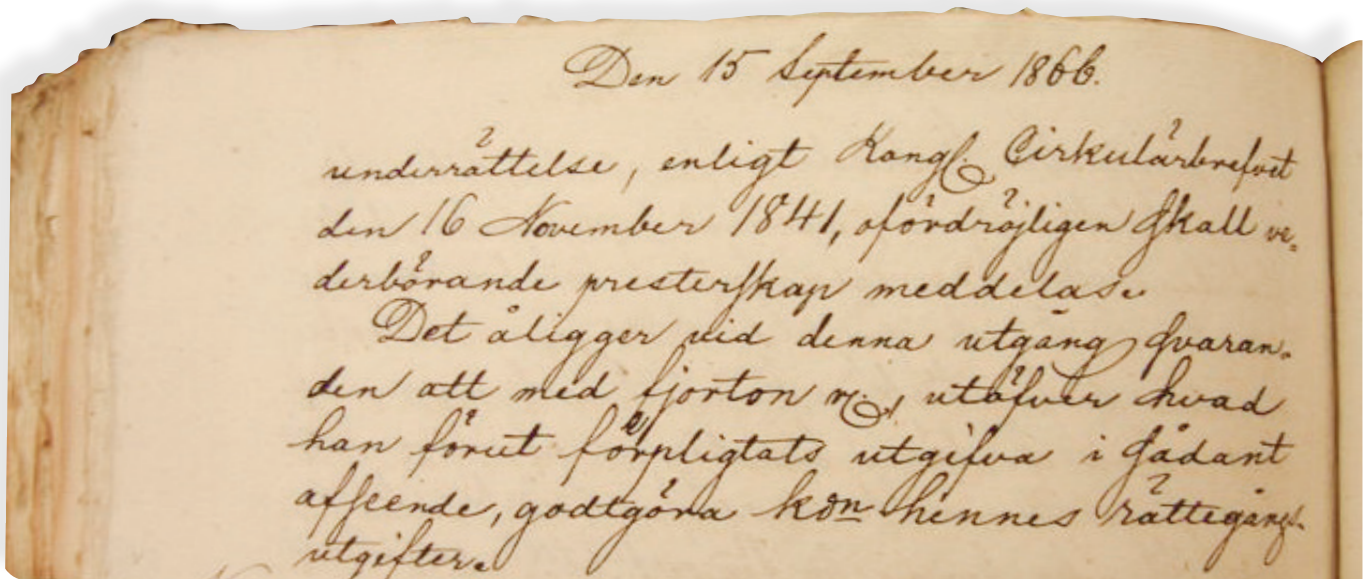 Den 15 September 1866.
underrättelse, enligt Kongl. Cirkulärbrefvet
den 16 November 1841, ofördröjligen skall ve-
derbörande presterskap meddelas.
Det åligger vid denna utgång svaran-
den att med fjorton rd., utöfver hvad
han förut förpligtats utgifva i sådant
afseende, godtgöra kdn hennes rättegångs-
utgifter.